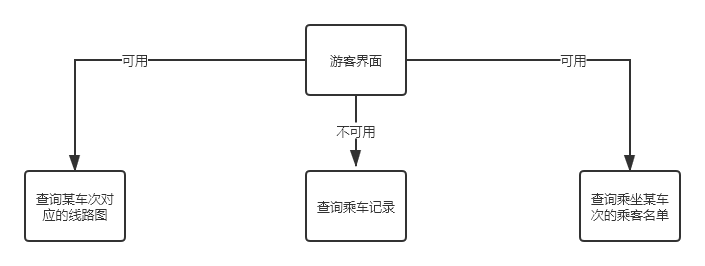 游客界面
可用
可用
不可用
查询某车次对
应的线路图
查询乘车记录
查询乘坐某车
次的乘客名单